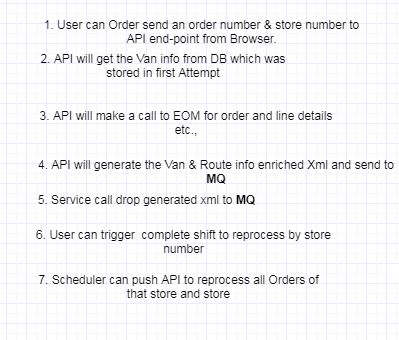 1. User can Order send an order number & store number to
API end-point from Browser.
2. API will get the Van info from DB which was
stored in first Attempt
3. API will make a call to EOM for order and line details
etc.,
4. API will generate the Van & Route info enriched Xml and send to
MQ
5. Service call drop generated xml to MQ
6. User can trigger complete shift to reprocess by store
number
7. Scheduler can push API to reprocess all Orders of
that store and store